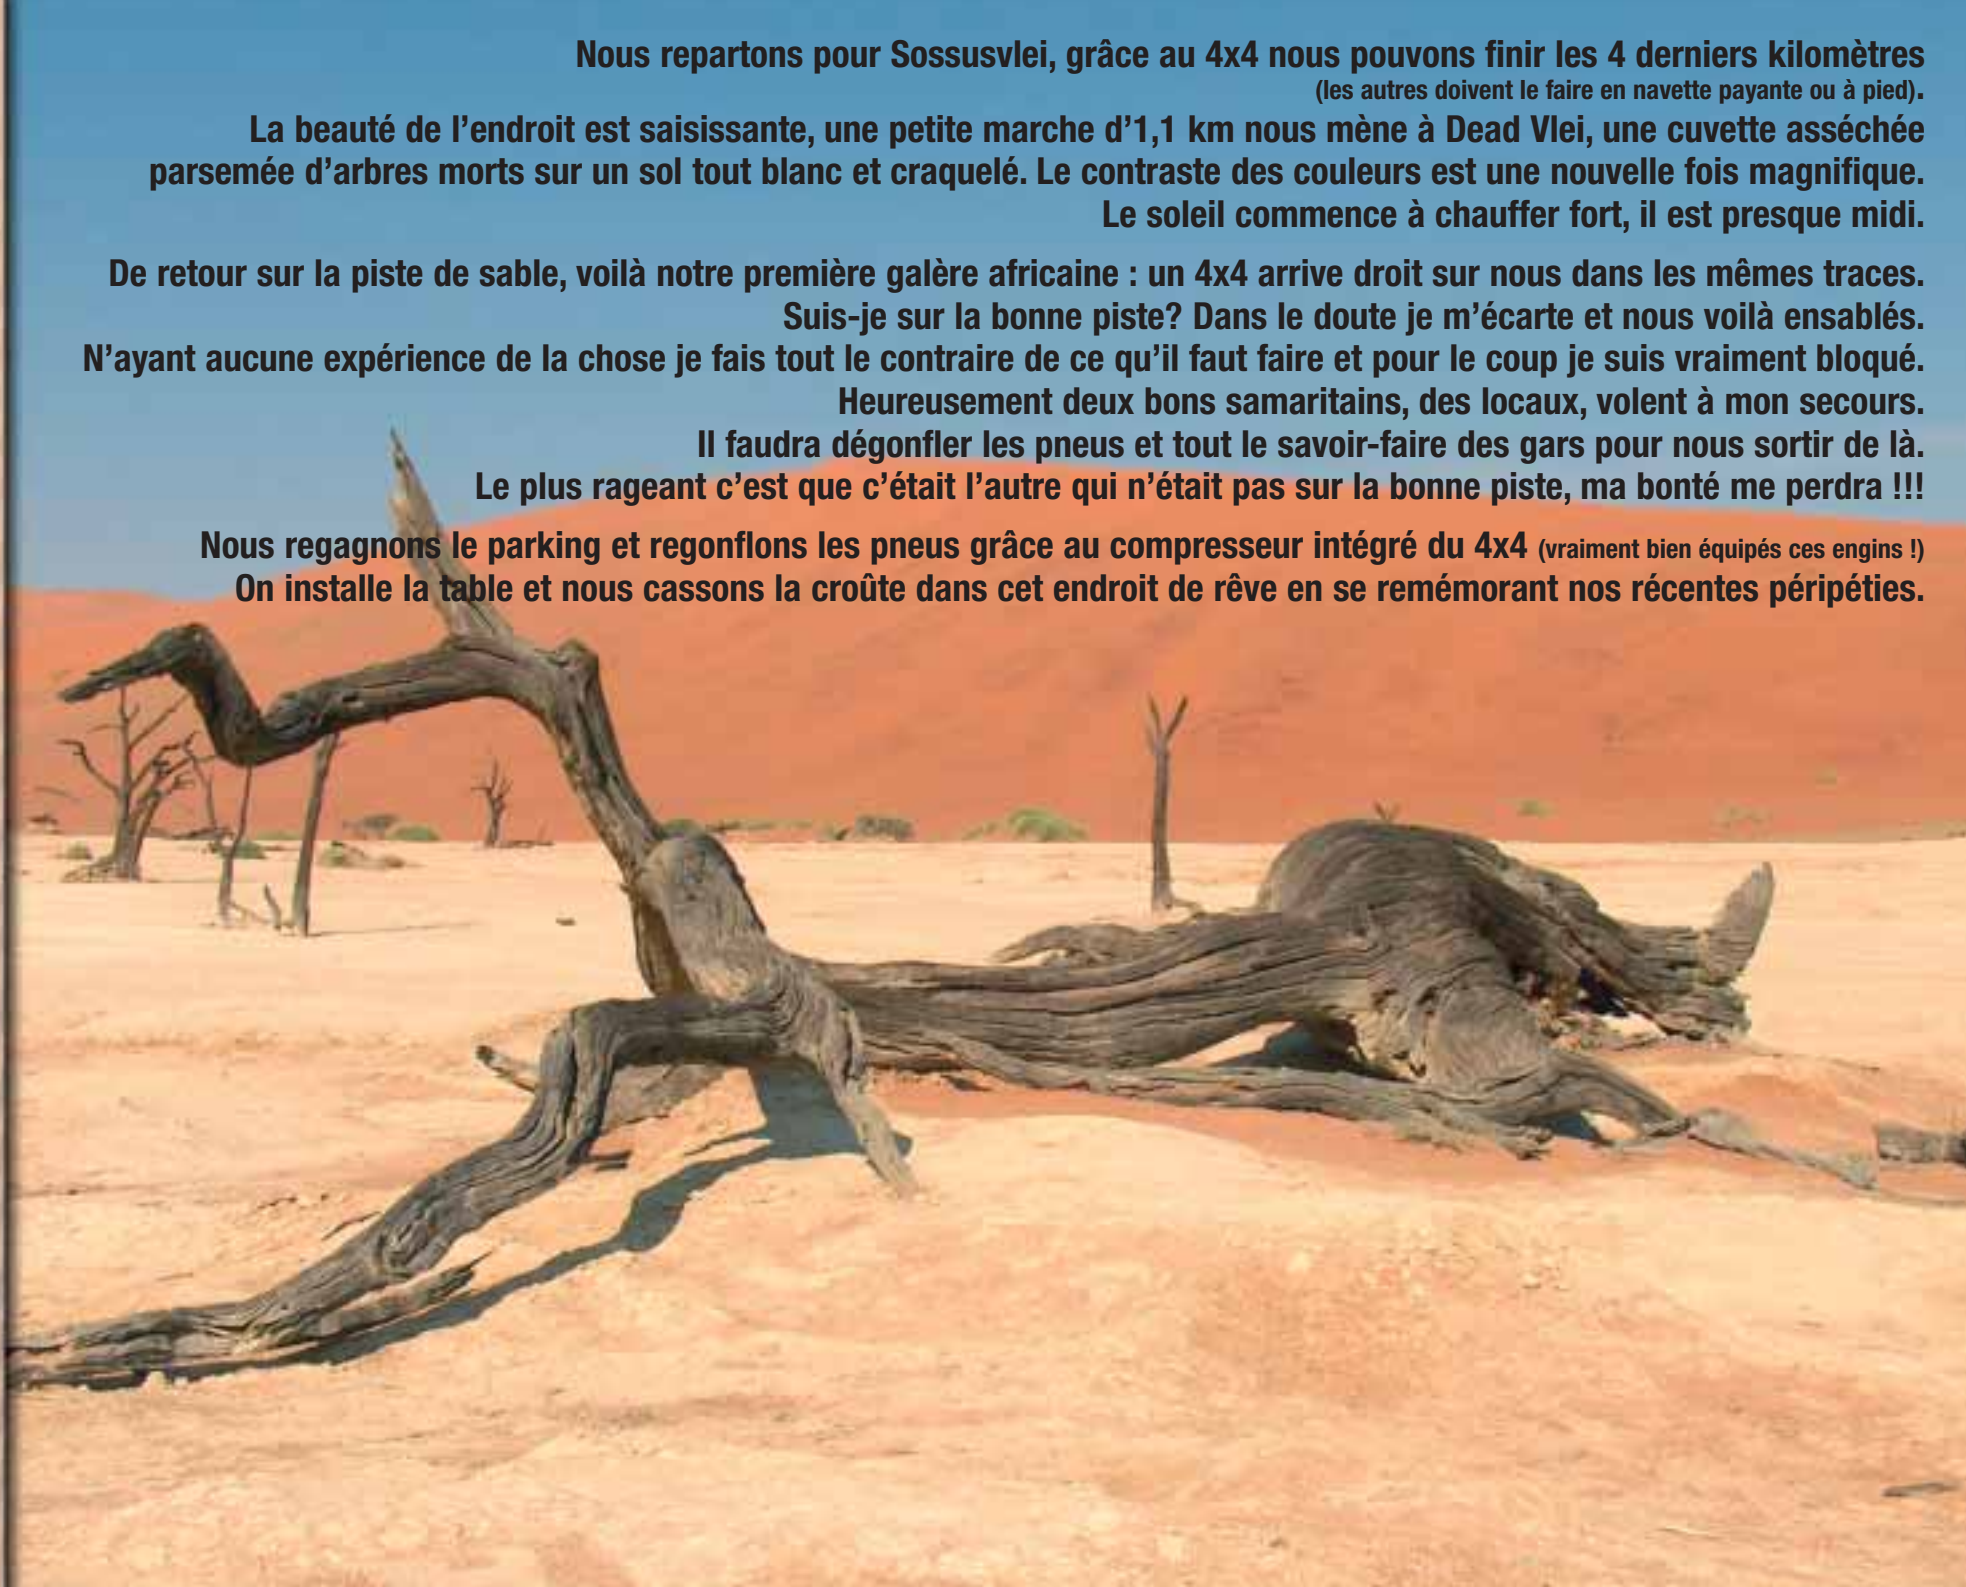 Nous repartons pour Sossusvlei, grâce au 4x4 nous pouvons finir les 4 derniers kilomètres
(les autres doivent le faire en navette payante ou à pied).
La beauté de l’endroit est saisissante, une petite marche d’1,1 km nous mène à Dead Vlei, une cuvette asséchée
parsemée d’arbres morts sur un sol tout blanc et craquelé. Le contraste des couleurs est une nouvelle fois magnifique.
Le soleil commence à chauffer fort, il est presque midi.
De retour sur la piste de sable, voilà notre première galère africaine : un 4x4 arrive droit sur nous dans les mêmes traces.
Suis-je sur la bonne piste? Dans le doute je m’écarte et nous voilà ensablés.
N’ayant aucune expérience de la chose je fais tout le contraire de ce qu’il faut faire et pour le coup je suis vraiment bloqué.
Heureusement deux bons samaritains, des locaux, volent à mon secours.
Il faudra dégonfler les pneus et tout le savoir-faire des gars pour nous sortir de là.
Le plus rageant c’est que c’était l’autre qui n’était pas sur la bonne piste, ma bonté me perdra !!!
Nous regagnons le parking et regonflons les pneus grâce au compresseur intégré du 4x4 (vraiment bien équipés ces engins !)
On installe la table et nous cassons la croûte dans cet endroit de rêve en se remémorant nos récentes péripéties.